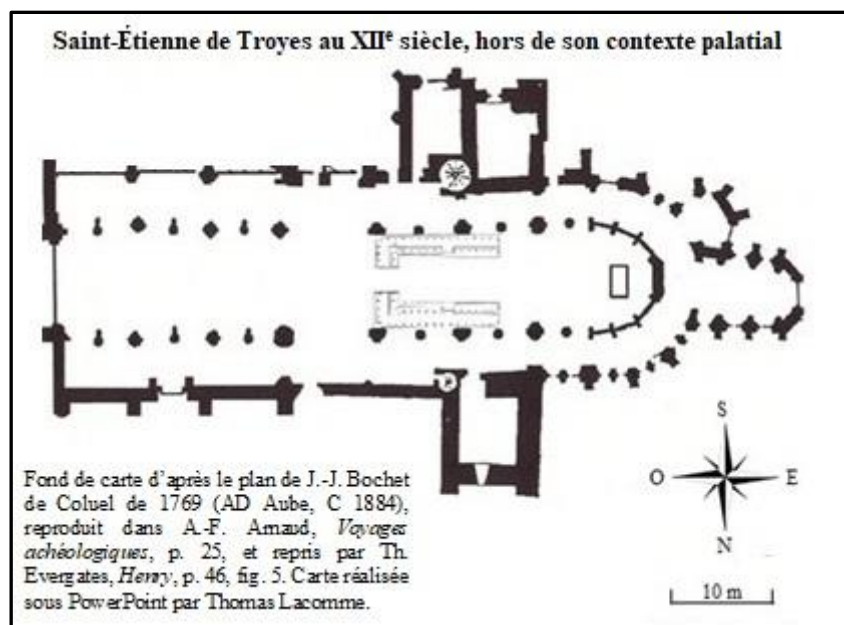 Saint-Étienne de Troyes au XIIᵉ siècle, hors de son contexte palatial
Fond de carte d'après le plan de J.-J. Bochet
de Coluel de 1769 (AD Aube, C 1884),
reproduit dans A.-F. Arnaud, Voyages
achéologiques, p. 25, et repris par Th.
Evergates, Henry, p. 46, fig. 5. Carte réalisée
sous PowerPoint par Thomas Lacomme.
S
O E
N
10 m